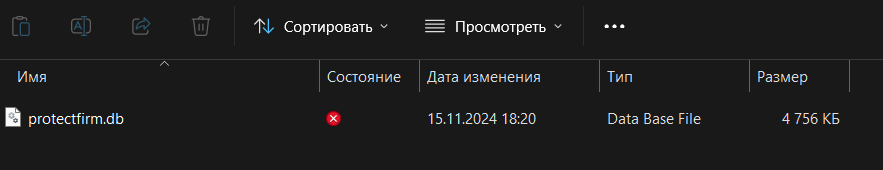 Сортировать Просмотреть
Имя Состояние Дата изменения Тип Размер
protectfirm.db 15.11.2024 18:20 Data Base File 4 756 КБ